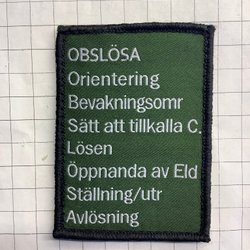 OBSLÖSA
Orientering
Bevakningsomr
Sätt att tillkalla C.
Lösen
Öppnanda av Eld
Ställning/utr
Avlösning